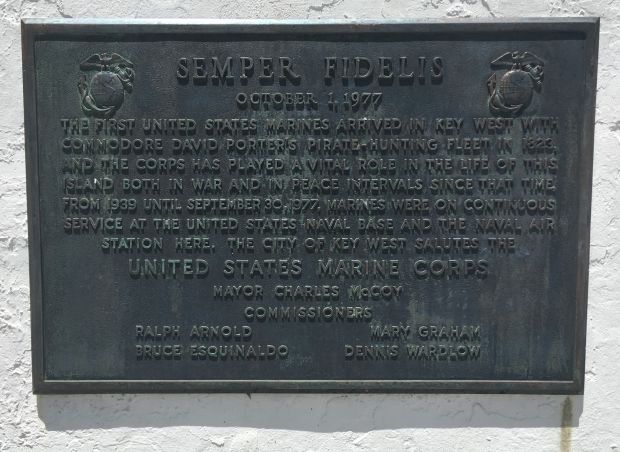 SEMPER FIDELIS
OCTOBER 1, 1977
THE FIRST UNITED STATES MARINES ARRIVED IN KEY WEST WITH
COMMODORE DAVID PORTER'S PIRATE-HUNTING FLEET IN 1823,
AND THE CORPS HAS PLAYED A VITAL ROLE IN THE LIFE OF THIS
ISLAND BOTH IN WAR AND IN PEACE INTERVALS SINCE THAT TIME.
FROM 1939 UNTIL SEPTEMBER 30, 1977, MARINES WERE ON CONTINUOUS
SERVICE AT THE UNITED STATES NAVAL BASE AND THE NAVAL AIR
STATION HERE. THE CITY OF KEY WEST SALUTES THE
UNITED STATES MARINE CORPS
MAYOR CHARLES McCOY
COMMISSIONERS
RALPH ARNOLD MARY GRAHAM
BRUCE ESQUINALDO DENNIS WARDLOW